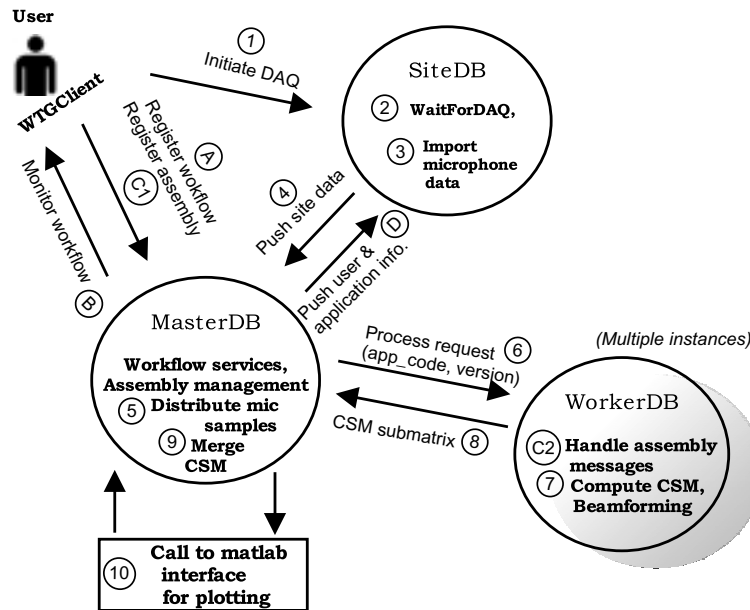 User
WTGClient
1
Initiate DAQ
SiteDB
2 WaitForDAQ,
3 Import
microphone
data
A
Register wokflow
Register assembly
C1
Monitor workflow
B
4
Push site data
D
Push user &
application info.
MasterDB
Workflow services,
Assembly management
5 Distribute mic
samples
9 Merge
CSM
Process request 6
(app_code, version)
CSM submatrix 8
(Multiple instances)
WorkerDB
C2 Handle assembly
messages
7 Compute CSM,
Beamforming
10 Call to matlab
interface
for plotting